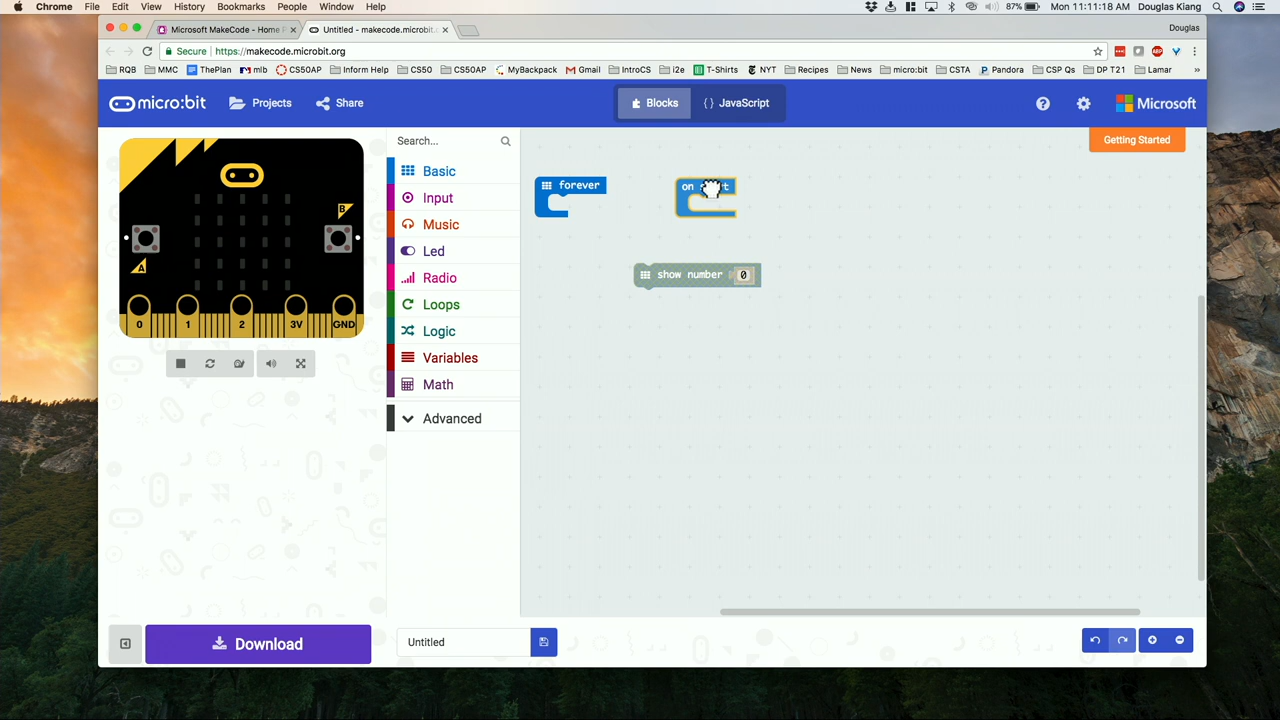 Chrome File Edit View History Bookmarks People Window Help 87% Mon 11:11:18 AM Douglas Kiang
Microsoft MakeCode - Home P Untitled - makecode.microbit. Douglas
Secure https://makecode.microbit.org
RQB MMC ThePlan mlb CS50AP Inform Help CS50 CS50AP MyBackpack Gmail IntroCS i2e T-Shirts NYT Recipes News micro:bit CSTA Pandora CSP Qs DP T21 Lamar
micro:bit Projects Share Blocks {} JavaScript Microsoft
Search... Getting Started
Basic
Input
Music
Led
Radio
Loops
Logic
Variables
Math
Advanced
B
A
0 1 2 3V GND
forever
on
show number 0
Download Untitled